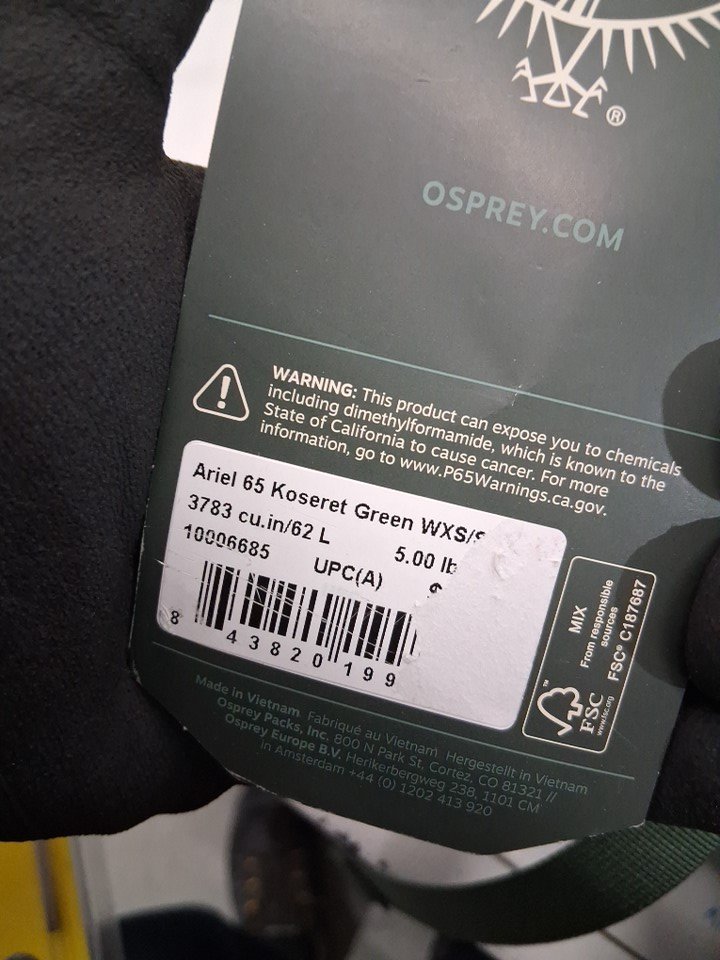 ®
OSPREY.COM
WARNING: This product can expose you to chemicals
including dimethylformamide, which is known to the
State of California to cause cancer. For more
information, go to www.P65Warnings.ca.gov.
Ariel 65 Koseret Green WXS/S
3783 cu.in/62 L 5.00 lb
10006685 UPC(A)
8 43820 199
MIX
From responsible
sources
FSC® C187687
FSC
www.fsc.org
Made in Vietnam Fabriqué au Vietnam Hergestellt in Vietnam
Osprey Packs, Inc. 800 N Park St, Cortez, CO 81321 //
Osprey Europe B.V. Herikerbergweg 238, 1101 CM
in Amsterdam +44 (0) 1202 413 920